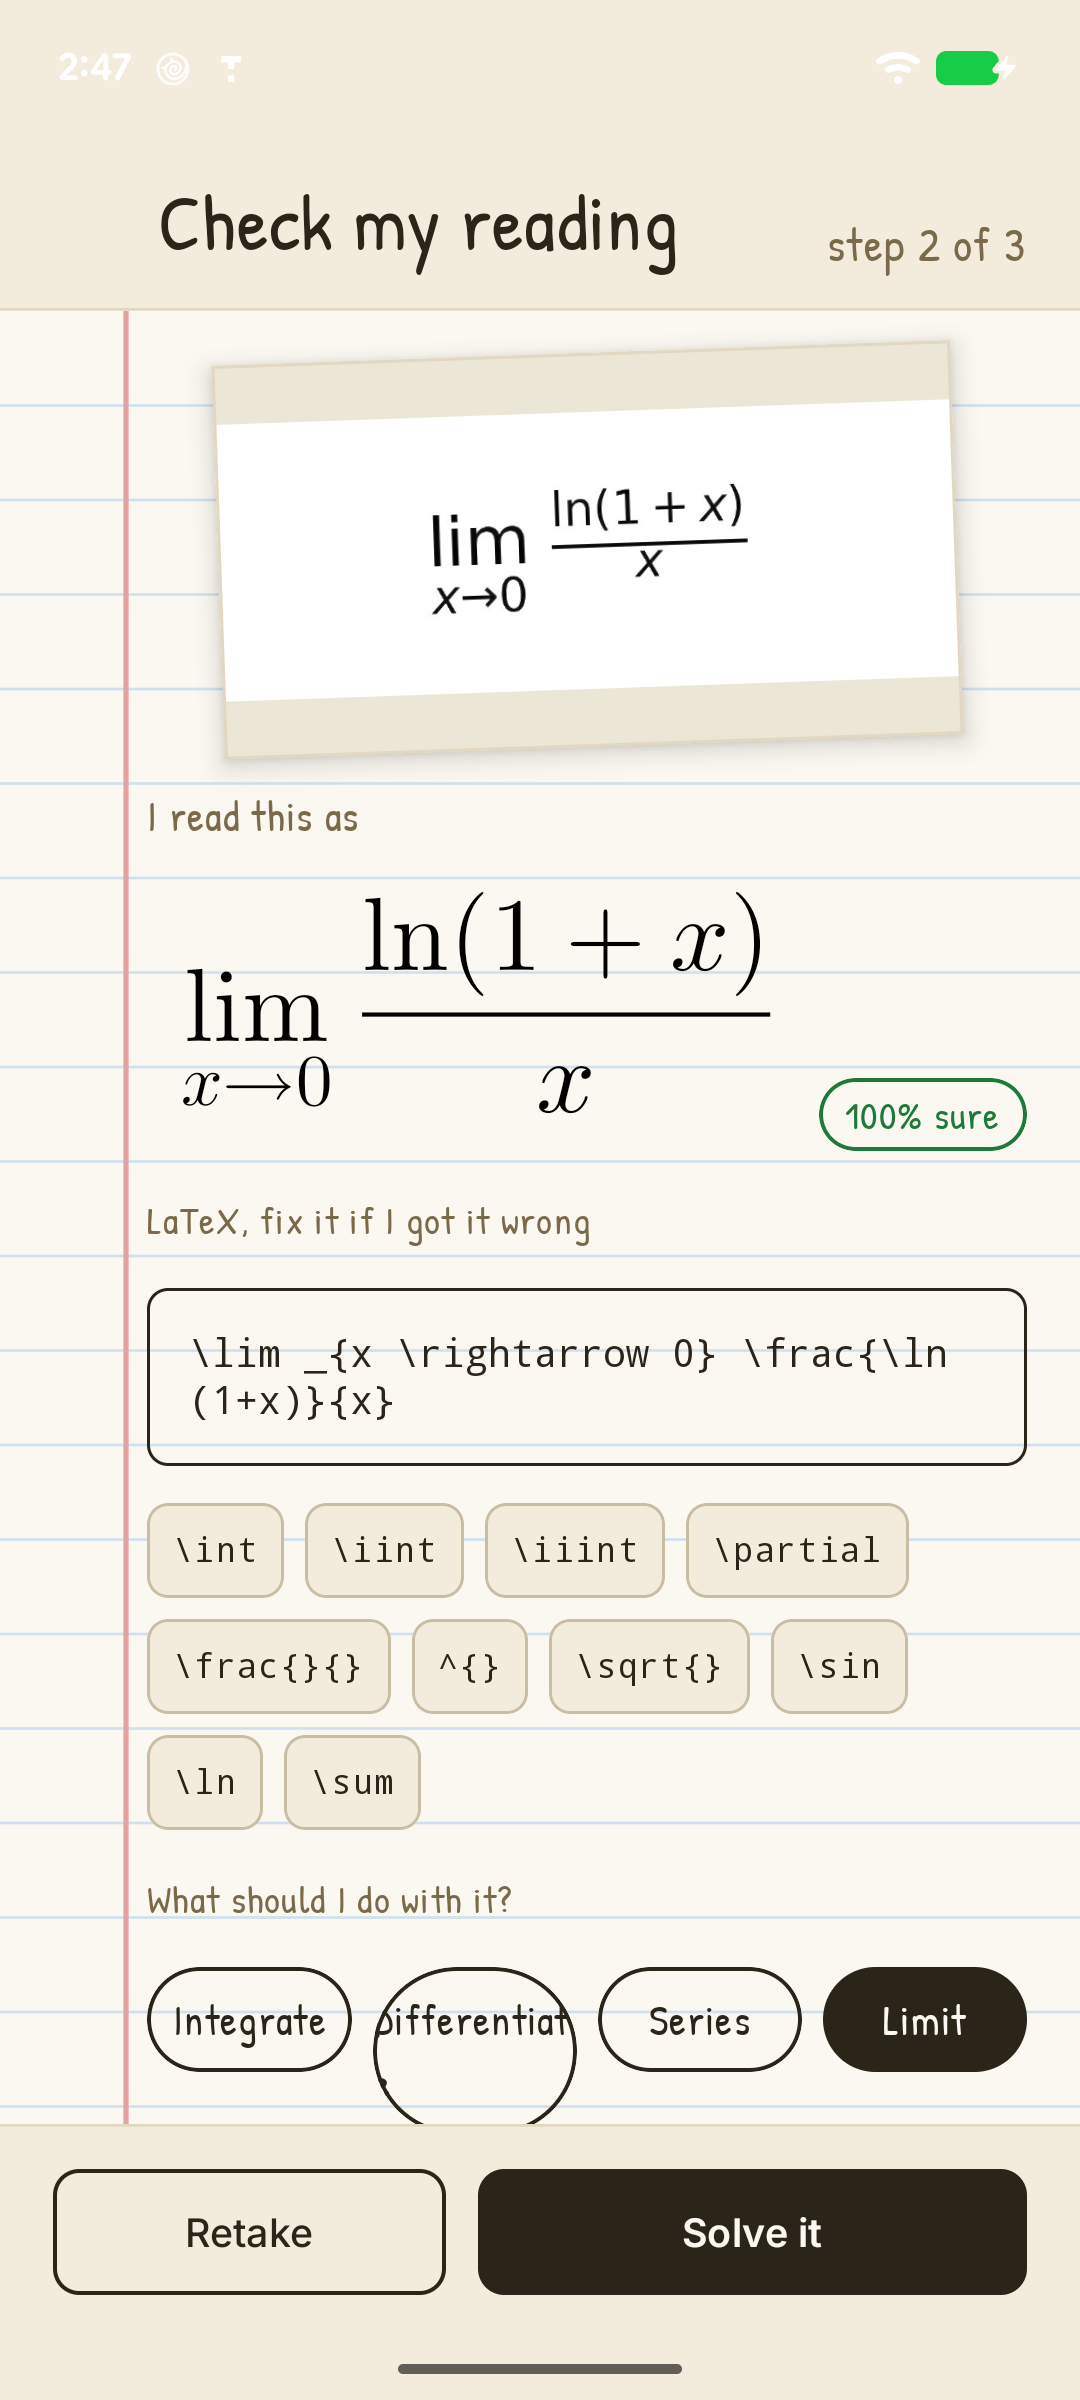 2:47
Check my reading
step 2 of 3
lim x→0 ln(1 + x) / x
I read this as
lim x→0 ln(1 + x) / x
100% sure
LaTeX, fix it if I got it wrong
\lim _{x \rightarrow 0} \frac{\ln
(1+x)}{x}
\int \iint \iiint \partial
\frac{}{} ^{} \sqrt{} \sin
\ln \sum
What should I do with it?
Integrate Differentiat Series Limit
Retake Solve it